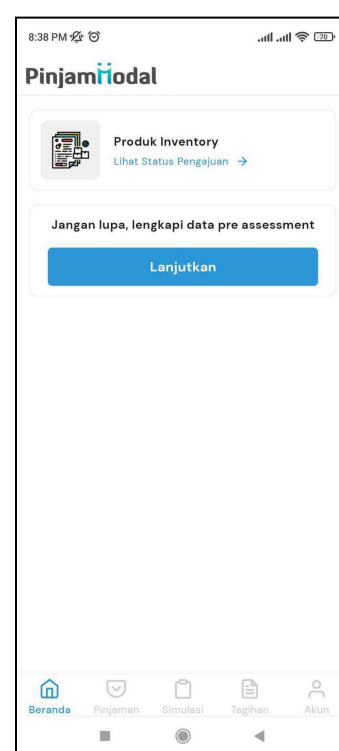 8:38 PM
70
PinjamModal
Produk Inventory
Lihat Status Pengajuan →
Jangan lupa, lengkapi data pre assessment
Lanjutkan
Beranda Pinjaman Simulasi Tagihan Akun